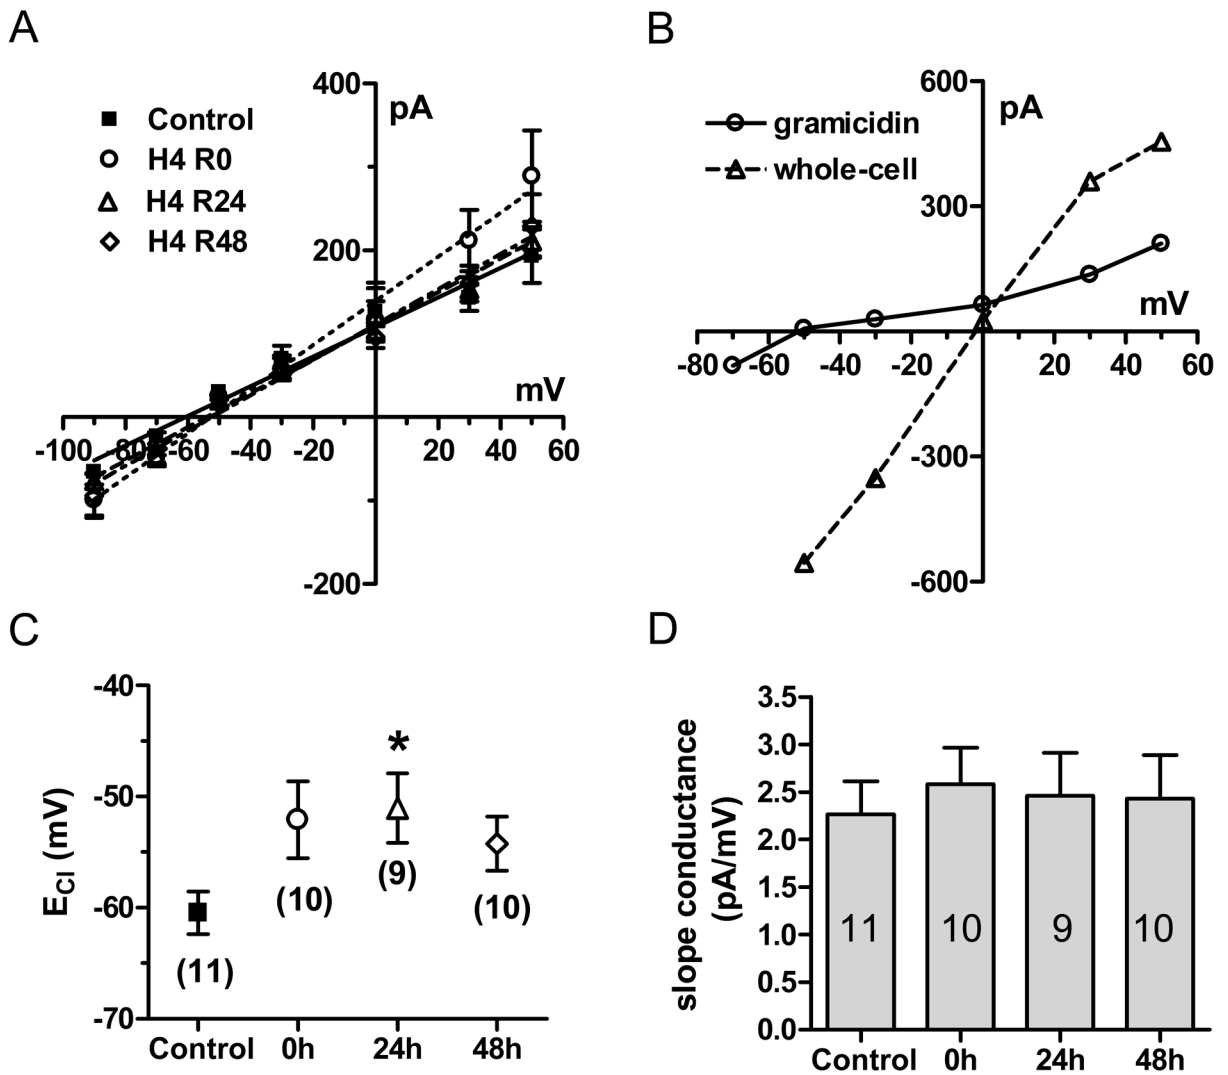 A
400
pA
Control
H4 R0
H4 R24
H4 R48
200
mV
-100 -80 -60 -40 -20 20 40 60
-200
B
600
pA
gramicidin
whole-cell
300
mV
-80 -60 -40 -20 20 40 60
-300
-600
C
-40
-50
-60
-70
E_Cl (mV)
*
(11)
(10)
(9)
(10)
Control 0h 24h 48h
D
3.5
3.0
2.5
2.0
1.5
1.0
0.5
0.0
slope conductance
(pA/mV)
11 10 9 10
Control 0h 24h 48h